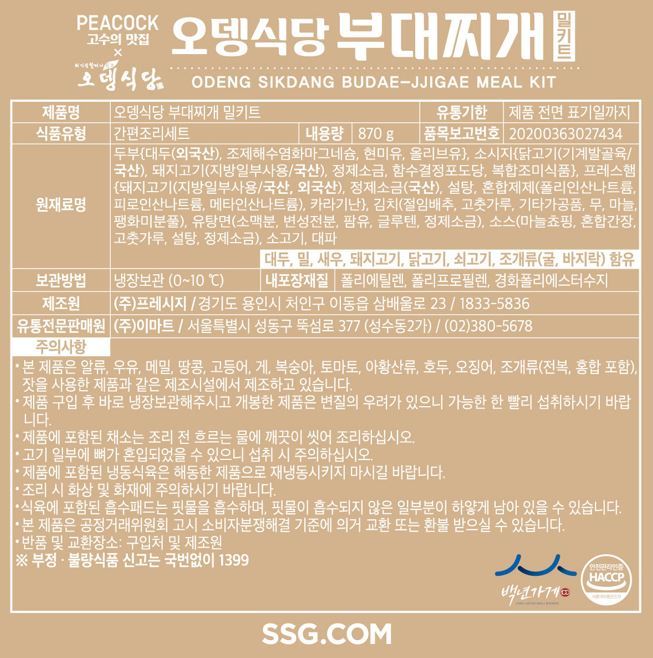 PEACOCK
고수의 맛집
×
오뎅식당
오뎅식당 부대찌개 밀키트
ODENG SIKDANG BUDAE-JJIGAE MEAL KIT
제품명 오뎅식당 부대찌개 밀키트 유통기한 제품 전면 표기일까지
식품유형 간편조리세트 내용량 870 g 품목보고번호 20200363027434
원재료명
두부{대두(외국산), 조제해수염화마그네슘, 현미유, 올리브유}, 소시지{닭고기(기계발골육/
국산), 돼지고기(지방일부사용/국산), 정제소금, 함수결정포도당, 복합조미식품}, 프레스햄
{돼지고기(지방일부사용/국산, 외국산), 정제소금(국산), 설탕, 혼합제제(폴리인산나트륨,
피로인산나트륨, 메타인산나트륨), 카라기난}, 김치(절임배추, 고춧가루, 기타가공품, 무, 마늘,
팽화미분풀), 유탕면(소맥분, 변성전분, 팜유, 글루텐, 정제소금), 소스(마늘쵸핑, 혼합간장,
고춧가루, 설탕, 정제소금), 소고기, 대파
대두, 밀, 새우, 돼지고기, 닭고기, 쇠고기, 조개류(굴, 바지락) 함유
보관방법 냉장보관 (0~10 ℃) 내포장재질 폴리에틸렌, 폴리프로필렌, 경화폴리에스터수지
제조원 (주)프레시지 / 경기도 용인시 처인구 이동읍 삼배울로 23 / 1833-5836
유통전문판매원 (주)이마트 / 서울특별시 성동구 뚝섬로 377 (성수동2가) / (02)380-5678
주의사항
• 본 제품은 알류, 우유, 메밀, 땅콩, 고등어, 게, 복숭아, 토마토, 아황산류, 호두, 오징어, 조개류(전복, 홍합 포함),
잣을 사용한 제품과 같은 제조시설에서 제조하고 있습니다.
• 제품 구입 후 바로 냉장보관해주시고 개봉한 제품은 변질의 우려가 있으니 가능한 한 빨리 섭취하시기 바랍
니다.
• 제품에 포함된 채소는 조리 전 흐르는 물에 깨끗이 씻어 조리하십시오.
• 고기 일부에 뼈가 혼입되었을 수 있으니 섭취 시 주의하십시오.
• 제품에 포함된 냉동식육은 해동한 제품으로 재냉동시키지 마시길 바랍니다.
• 조리 시 화상 및 화재에 주의하시기 바랍니다.
• 식육에 포함된 흡수패드는 핏물을 흡수하며, 핏물이 흡수되지 않은 일부분이 하얗게 남아 있을 수 있습니다.
• 본 제품은 공정거래위원회 고시 소비자분쟁해결 기준에 의거 교환 또는 환불 받으실 수 있습니다.
• 반품 및 교환장소: 구입처 및 제조원
※ 부정 · 불량식품 신고는 국번없이 1399
백년가게
안전관리인증
HACCP
SSG.COM